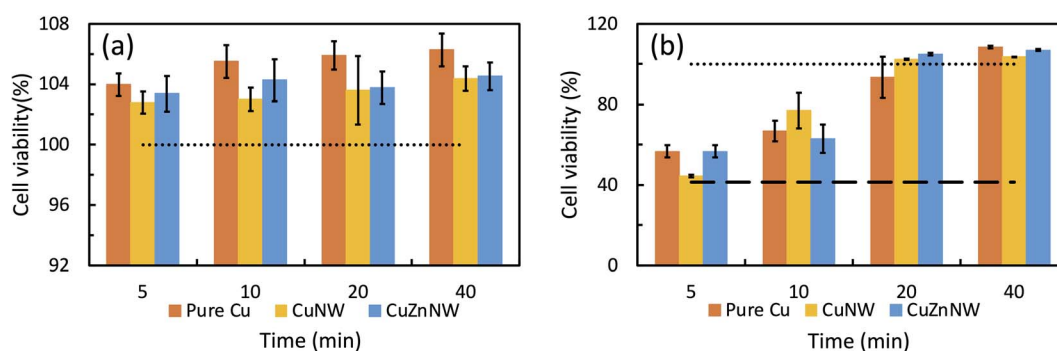 (a)
Cell viability(%)
108
104
100
96
92
5 10 20 40
Pure Cu CuNW CuZnNW
Time (min)
(b)
Cell viability (%)
120
80
40
0
5 10 20 40
Pure Cu CuNW CuZnNW
Time (min)